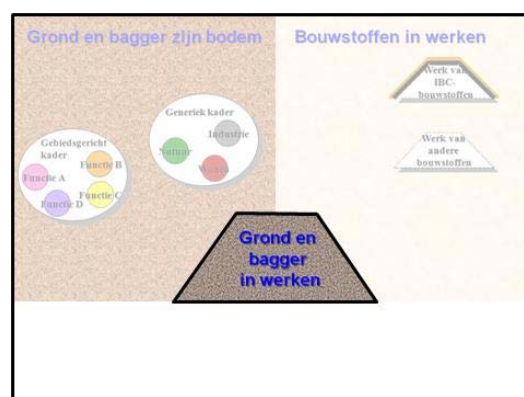 Grond en bagger zijn bodem
Bouwstoffen in werken
Generiek kader
Industrie
Natuur
Wonen
Gebiedsgericht
kader
Functie A
Functie B
Functie C
Functie D
Werk van
IBC-
bouwstoffen
Werk van
andere
bouwstoffen
Grond en
bagger
in werken